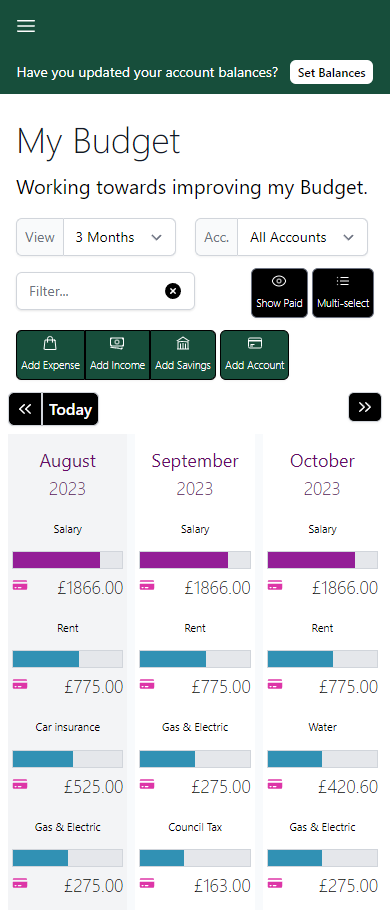 Have you updated your account balances? Set Balances
My Budget
Working towards improving my Budget.
View 3 Months Acc. All Accounts
Filter...
Show Paid Multi-select
Add Expense Add Income Add Savings Add Account
Today
August September October
2023 2023 2023
Salary Salary Salary
£1866.00 £1866.00 £1866.00
Rent Rent Rent
£775.00 £775.00 £775.00
Car insurance Gas & Electric Water
£525.00 £275.00 £420.60
Gas & Electric Council Tax Gas & Electric
£275.00 £163.00 £275.00